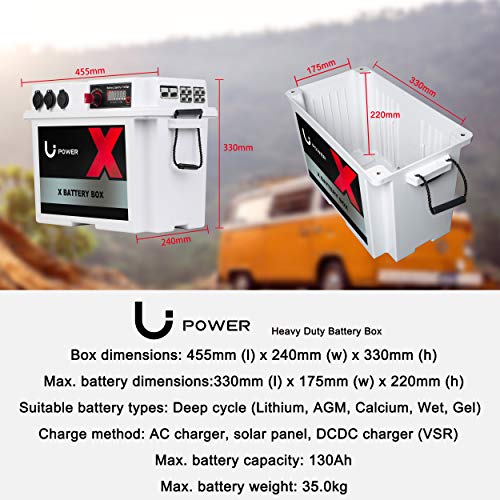 455mm
175mm
330mm
220mm
330mm
240mm
U POWER
X
X BATTERY BOX
U POWER
X
U POWER Heavy Duty Battery Box
Box dimensions: 455mm (l) x 240mm (w) x 330mm (h)
Max. battery dimensions:330mm (l) x 175mm (w) x 220mm (h)
Suitable battery types: Deep cycle (Lithium, AGM, Calcium, Wet, Gel)
Charge method: AC charger, solar panel, DCDC charger (VSR)
Max. battery capacity: 130Ah
Max. battery weight: 35.0kg